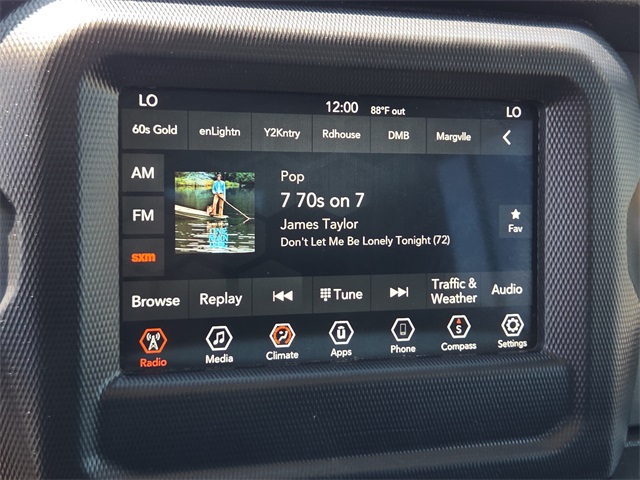 LO 12:00 88°F out LO
60s Gold enLightn Y2Kntry Rdhouse DMB Margvlle
AM
Pop
7 70s on 7
FM
James Taylor
Fav
Don't Let Me Be Lonely Tonight (72)
sxm
Browse Replay Tune Traffic & Weather Audio
Radio Media Climate Apps Phone Compass Settings